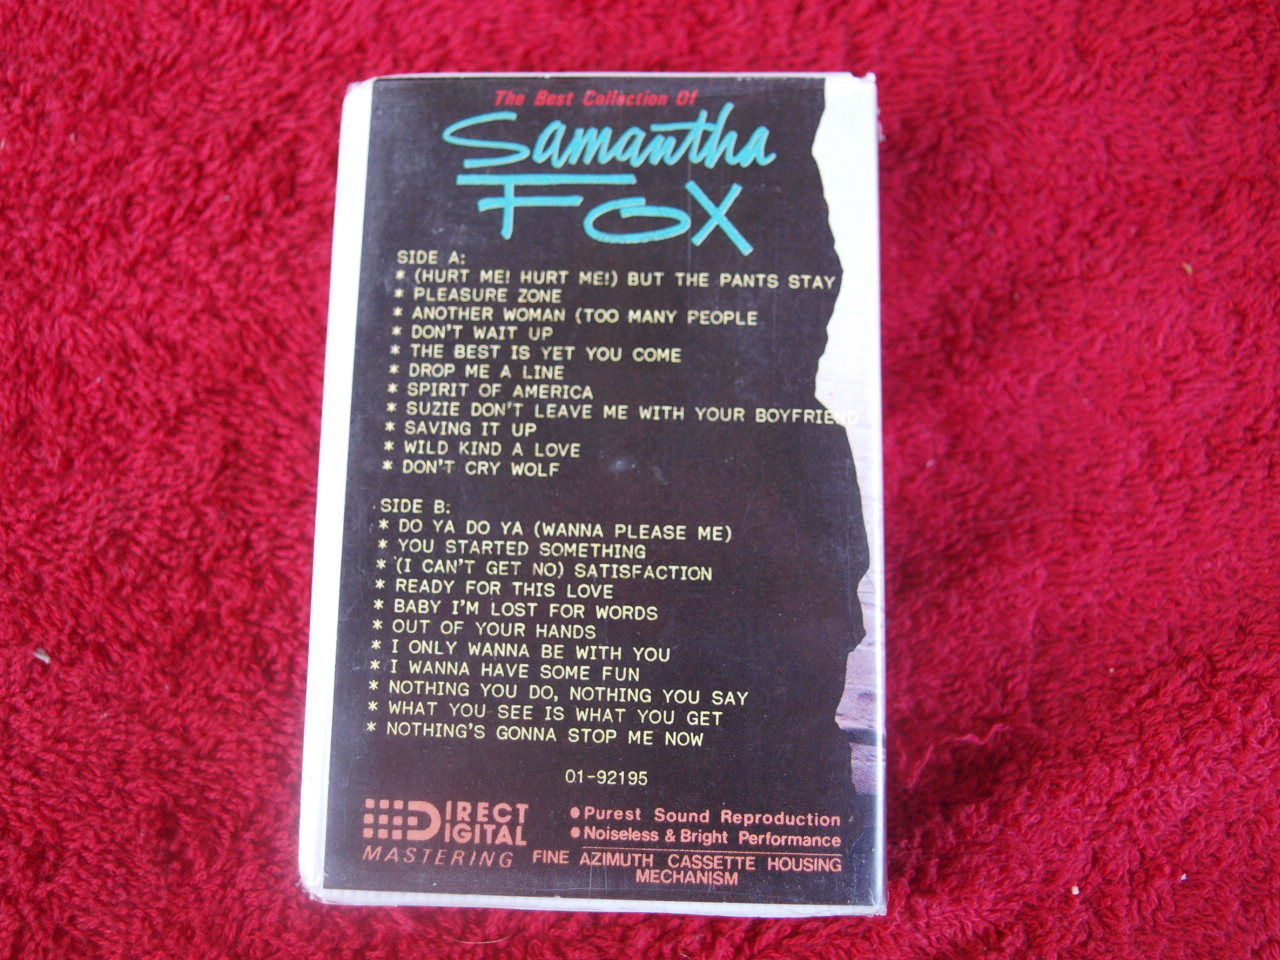 The Best Collection Of
Samantha
FOX
SIDE A:
* (HURT ME! HURT ME!) BUT THE PANTS STAY
* PLEASURE ZONE
* ANOTHER WOMAN (TOO MANY PEOPLE
* DON'T WAIT UP
* THE BEST IS YET YOU COME
* DROP ME A LINE
* SPIRIT OF AMERICA
* SUZIE DON'T LEAVE ME WITH YOUR BOYFRIEND
* SAVING IT UP
* WILD KIND A LOVE
* DON'T CRY WOLF
SIDE B:
* DO YA DO YA (WANNA PLEASE ME)
* YOU STARTED SOMETHING
* (I CAN'T GET NO) SATISFACTION
* READY FOR THIS LOVE
* BABY I'M LOST FOR WORDS
* OUT OF YOUR HANDS
* I ONLY WANNA BE WITH YOU
* I WANNA HAVE SOME FUN
* NOTHING YOU DO, NOTHING YOU SAY
* WHAT YOU SEE IS WHAT YOU GET
* NOTHING'S GONNA STOP ME NOW
01-92195
DIRECT
DIGITAL
MASTERING
• Purest Sound Reproduction
• Noiseless & Bright Performance
FINE AZIMUTH CASSETTE HOUSING
MECHANISM